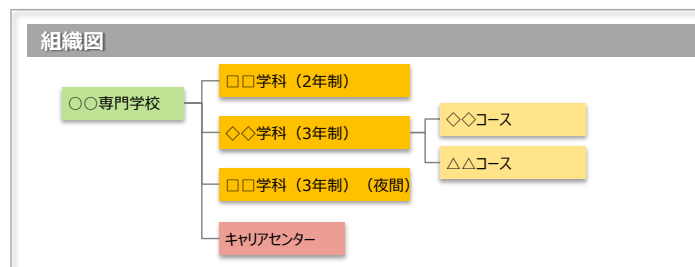 組織図
○○専門学校
□□学科（2年制）
◇◇学科（3年制）
◇◇コース
△△コース
□□学科（3年制）（夜間）
キャリアセンター